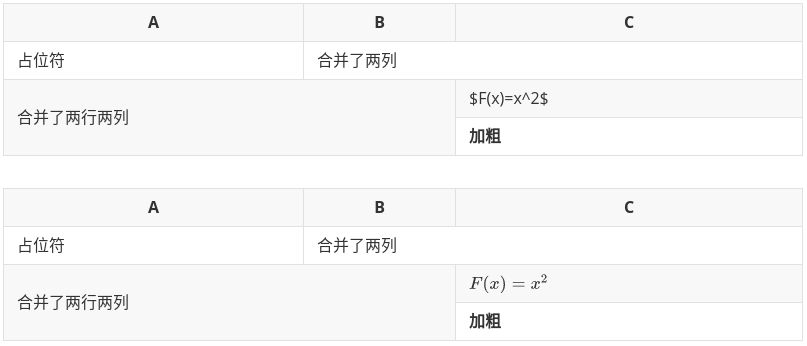 A B C
占位符 合并了两列
合并了两行两列 $F(x)=x^2$
加粗
A B C
占位符 合并了两列
合并了两行两列 F(x) = x²
加粗